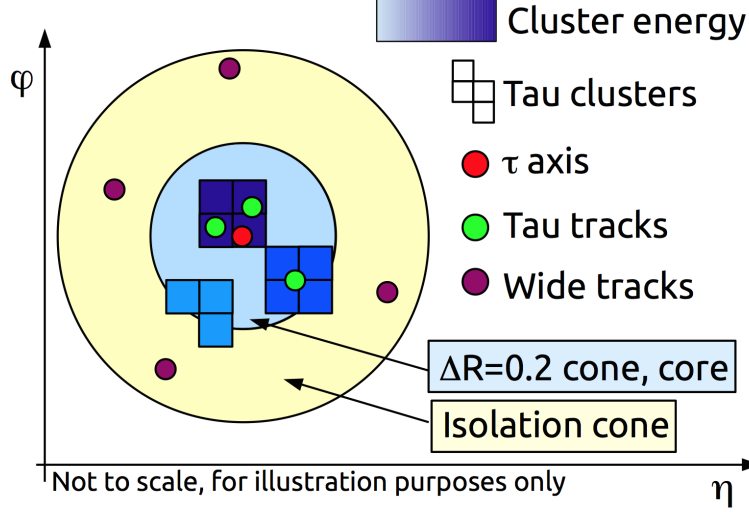 Cluster energy
φ
Tau clusters
τ axis
Tau tracks
Wide tracks
ΔR=0.2 cone, core
Isolation cone
Not to scale, for illustration purposes only
η